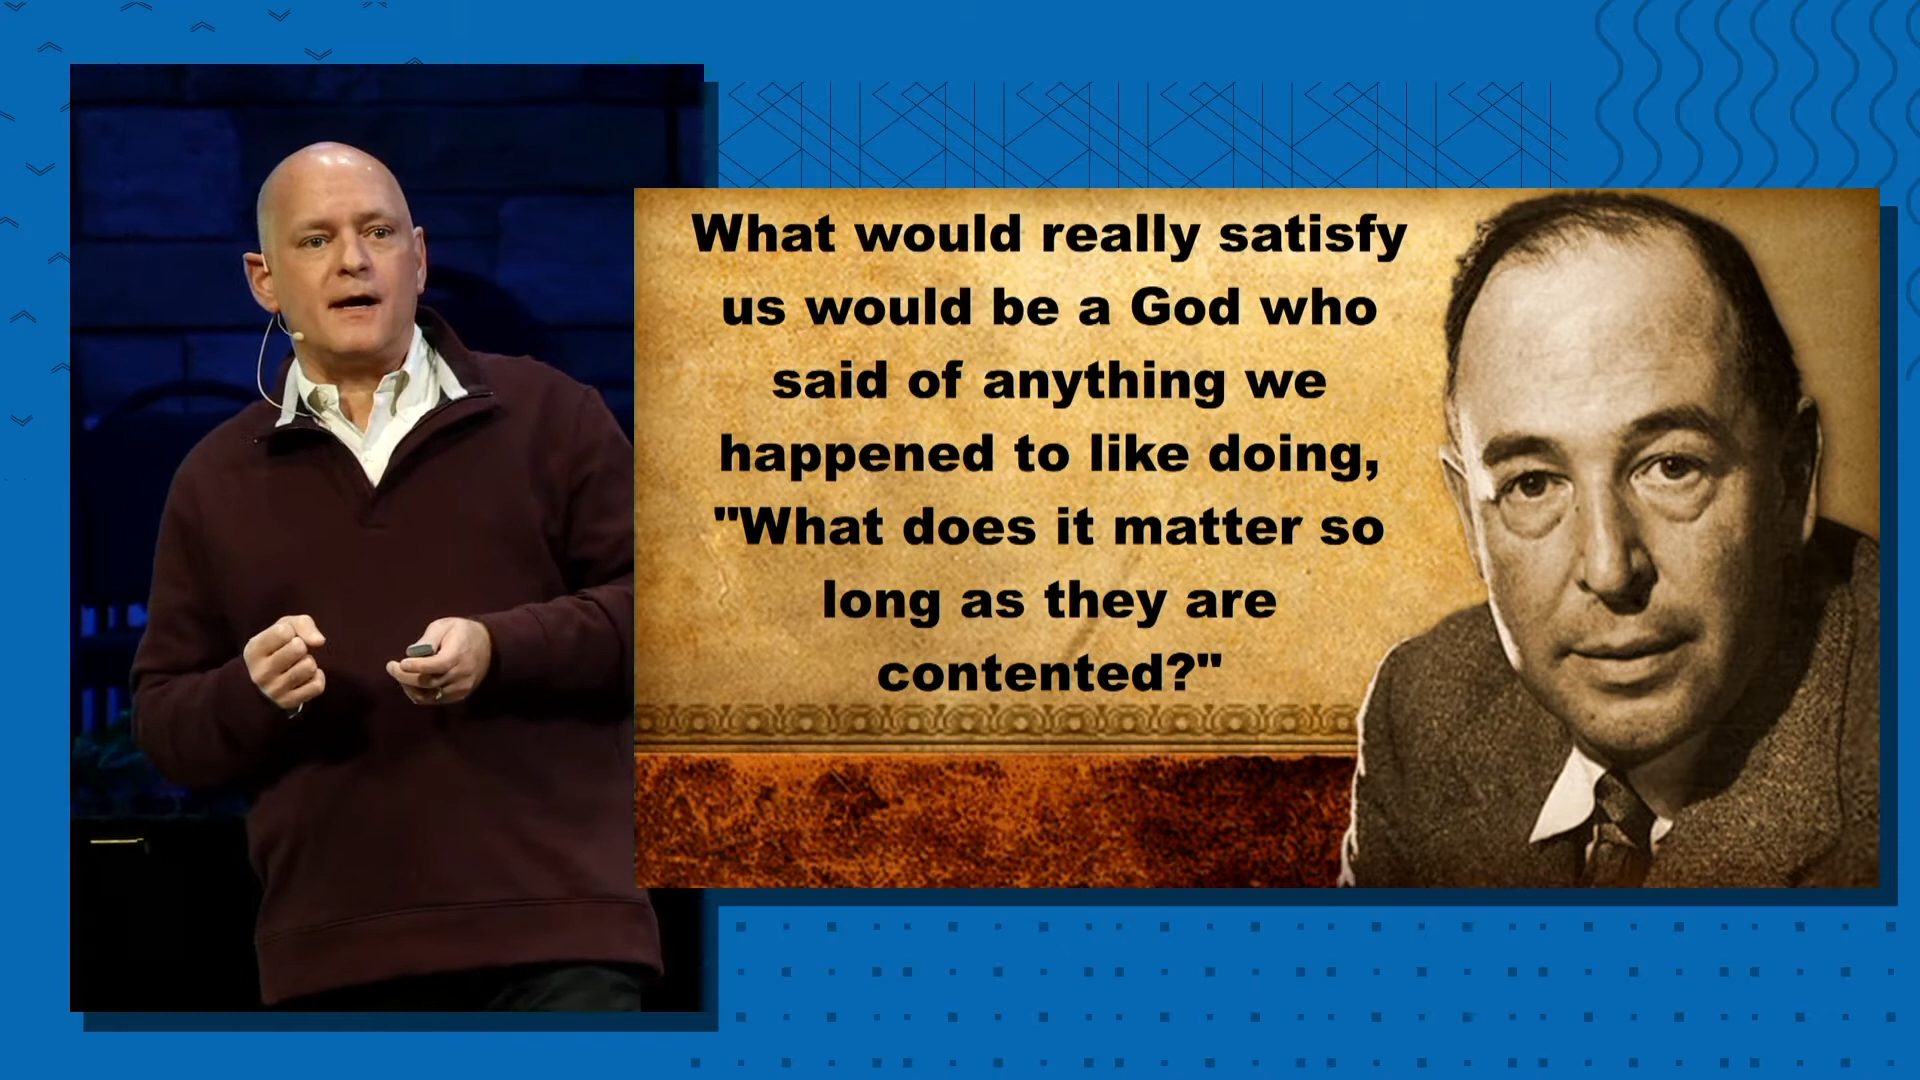 What would really satisfy
us would be a God who
said of anything we
happened to like doing,
"What does it matter so
long as they are
contented?"